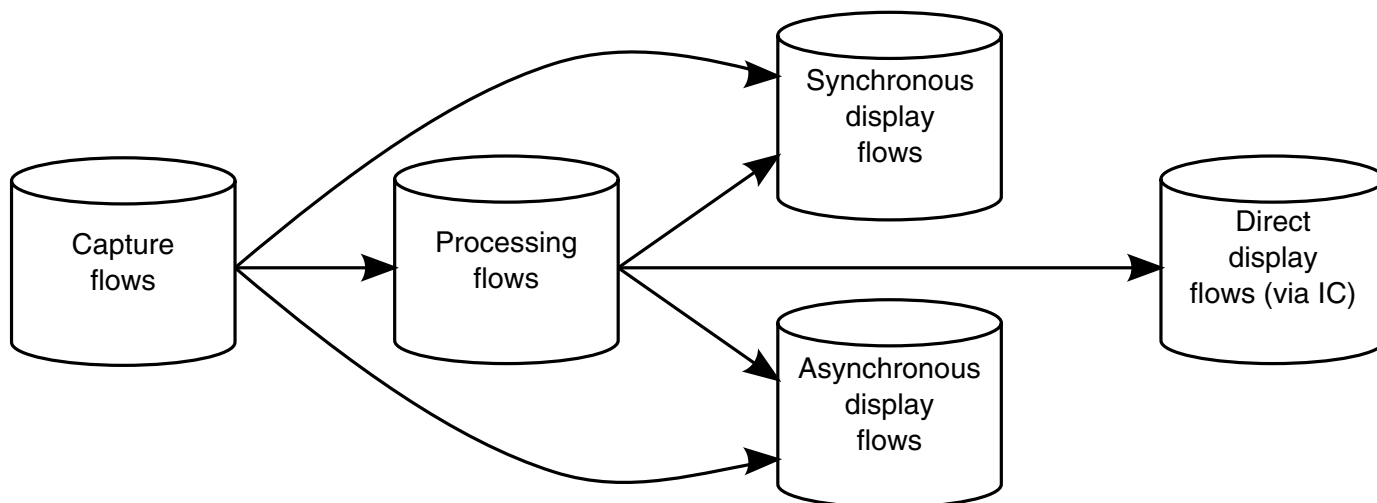 Capture
flows
Processing
flows
Synchronous
display
flows
Asynchronous
display
flows
Direct
display
flows (via IC)